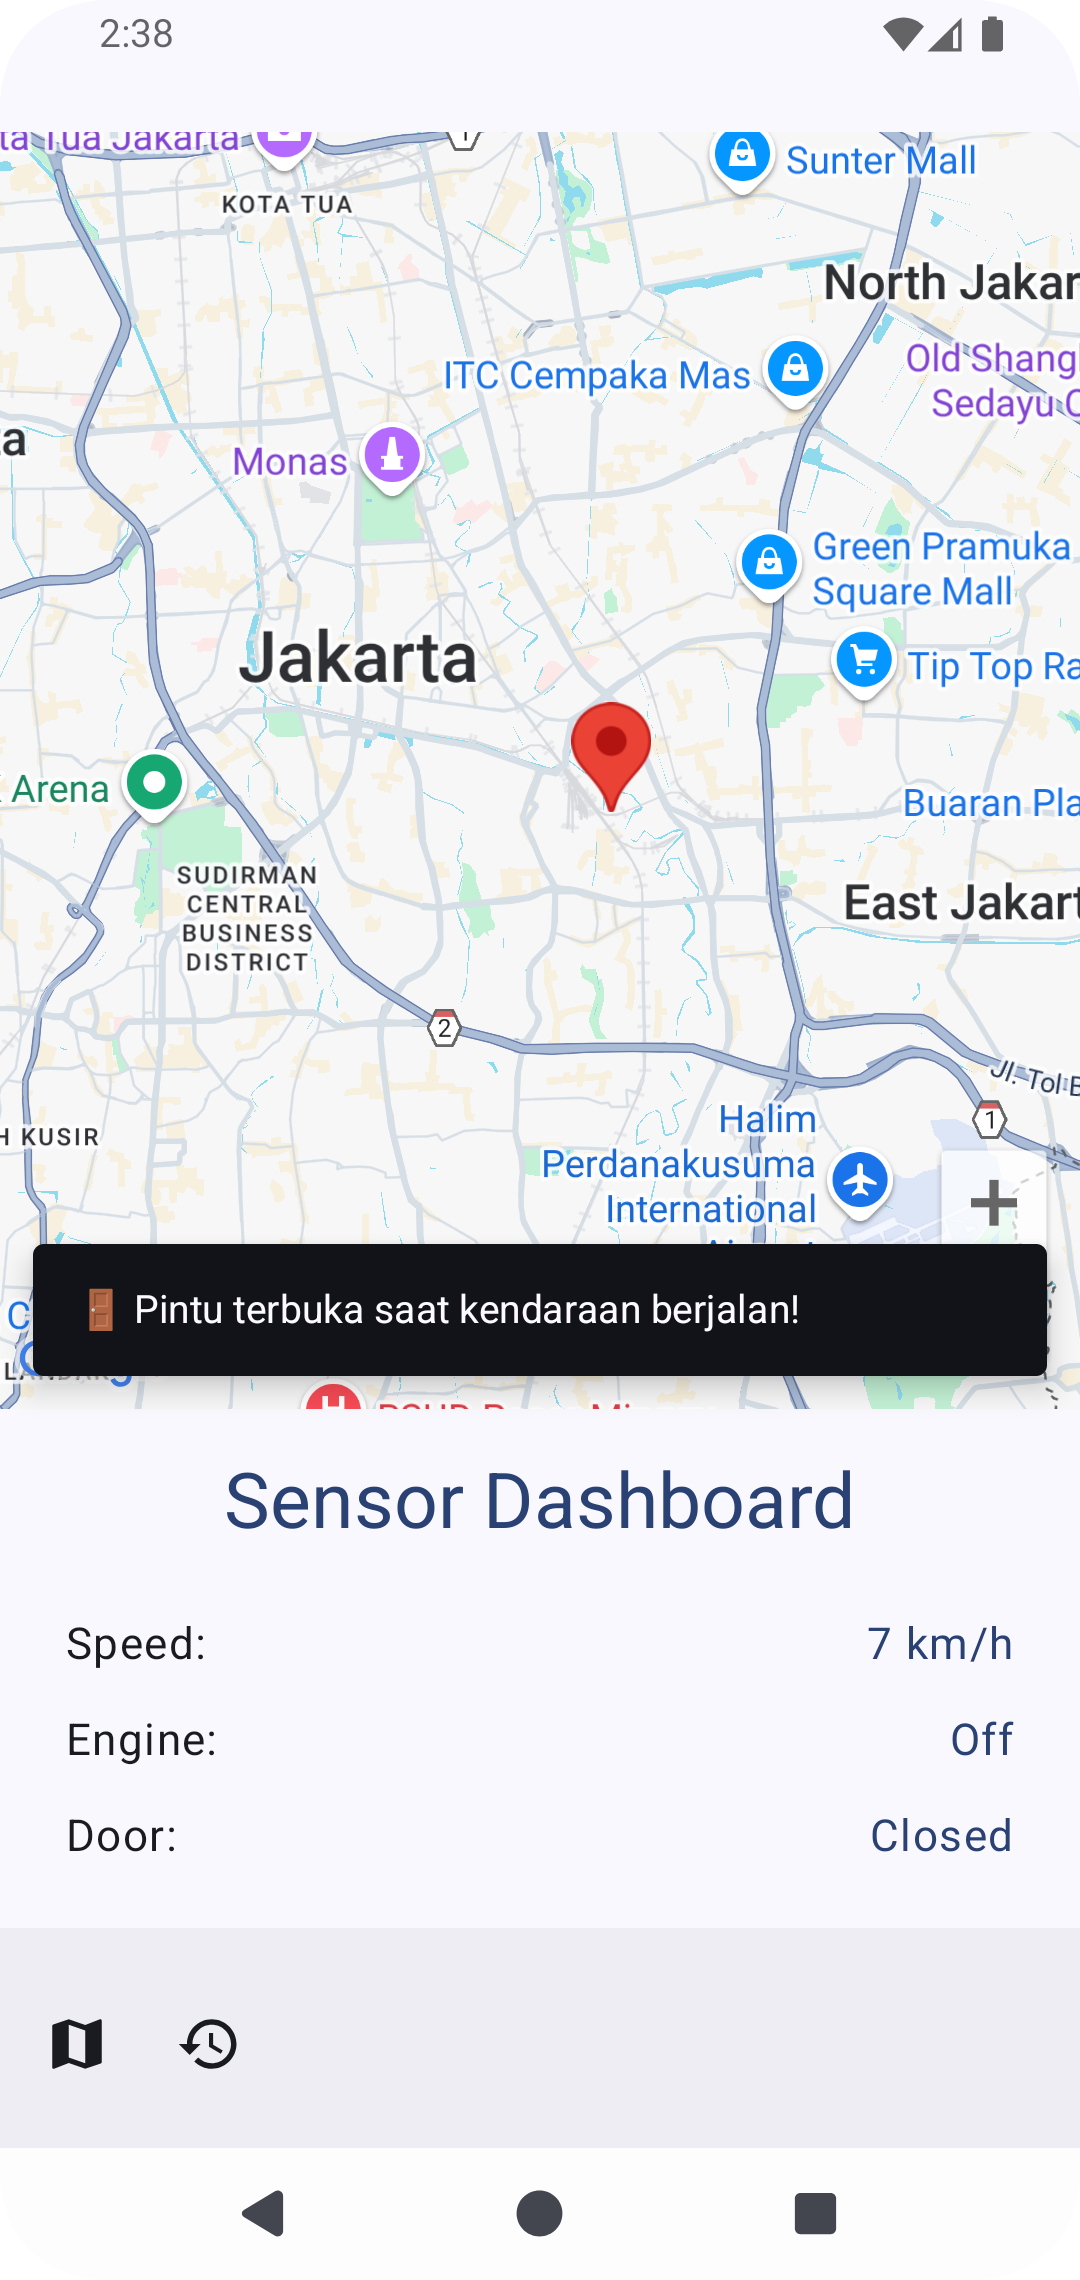 2:38
Tua Jakarta
KOTA TUA
Sunter Mall
North Jakar
ITC Cempaka Mas
Old Shang
Sedayu
Monas
Green Pramuka
Square Mall
Jakarta
Tip Top Ra
Arena
Buaran Pla
SUDIRMAN
CENTRAL
BUSINESS
DISTRICT
East Jakart
2
Jl. Tol B
1
H KUSIR
Halim
Perdanakusuma
International
+
🚪 Pintu terbuka saat kendaraan berjalan!
Sensor Dashboard
Speed: 7 km/h
Engine: Off
Door: Closed